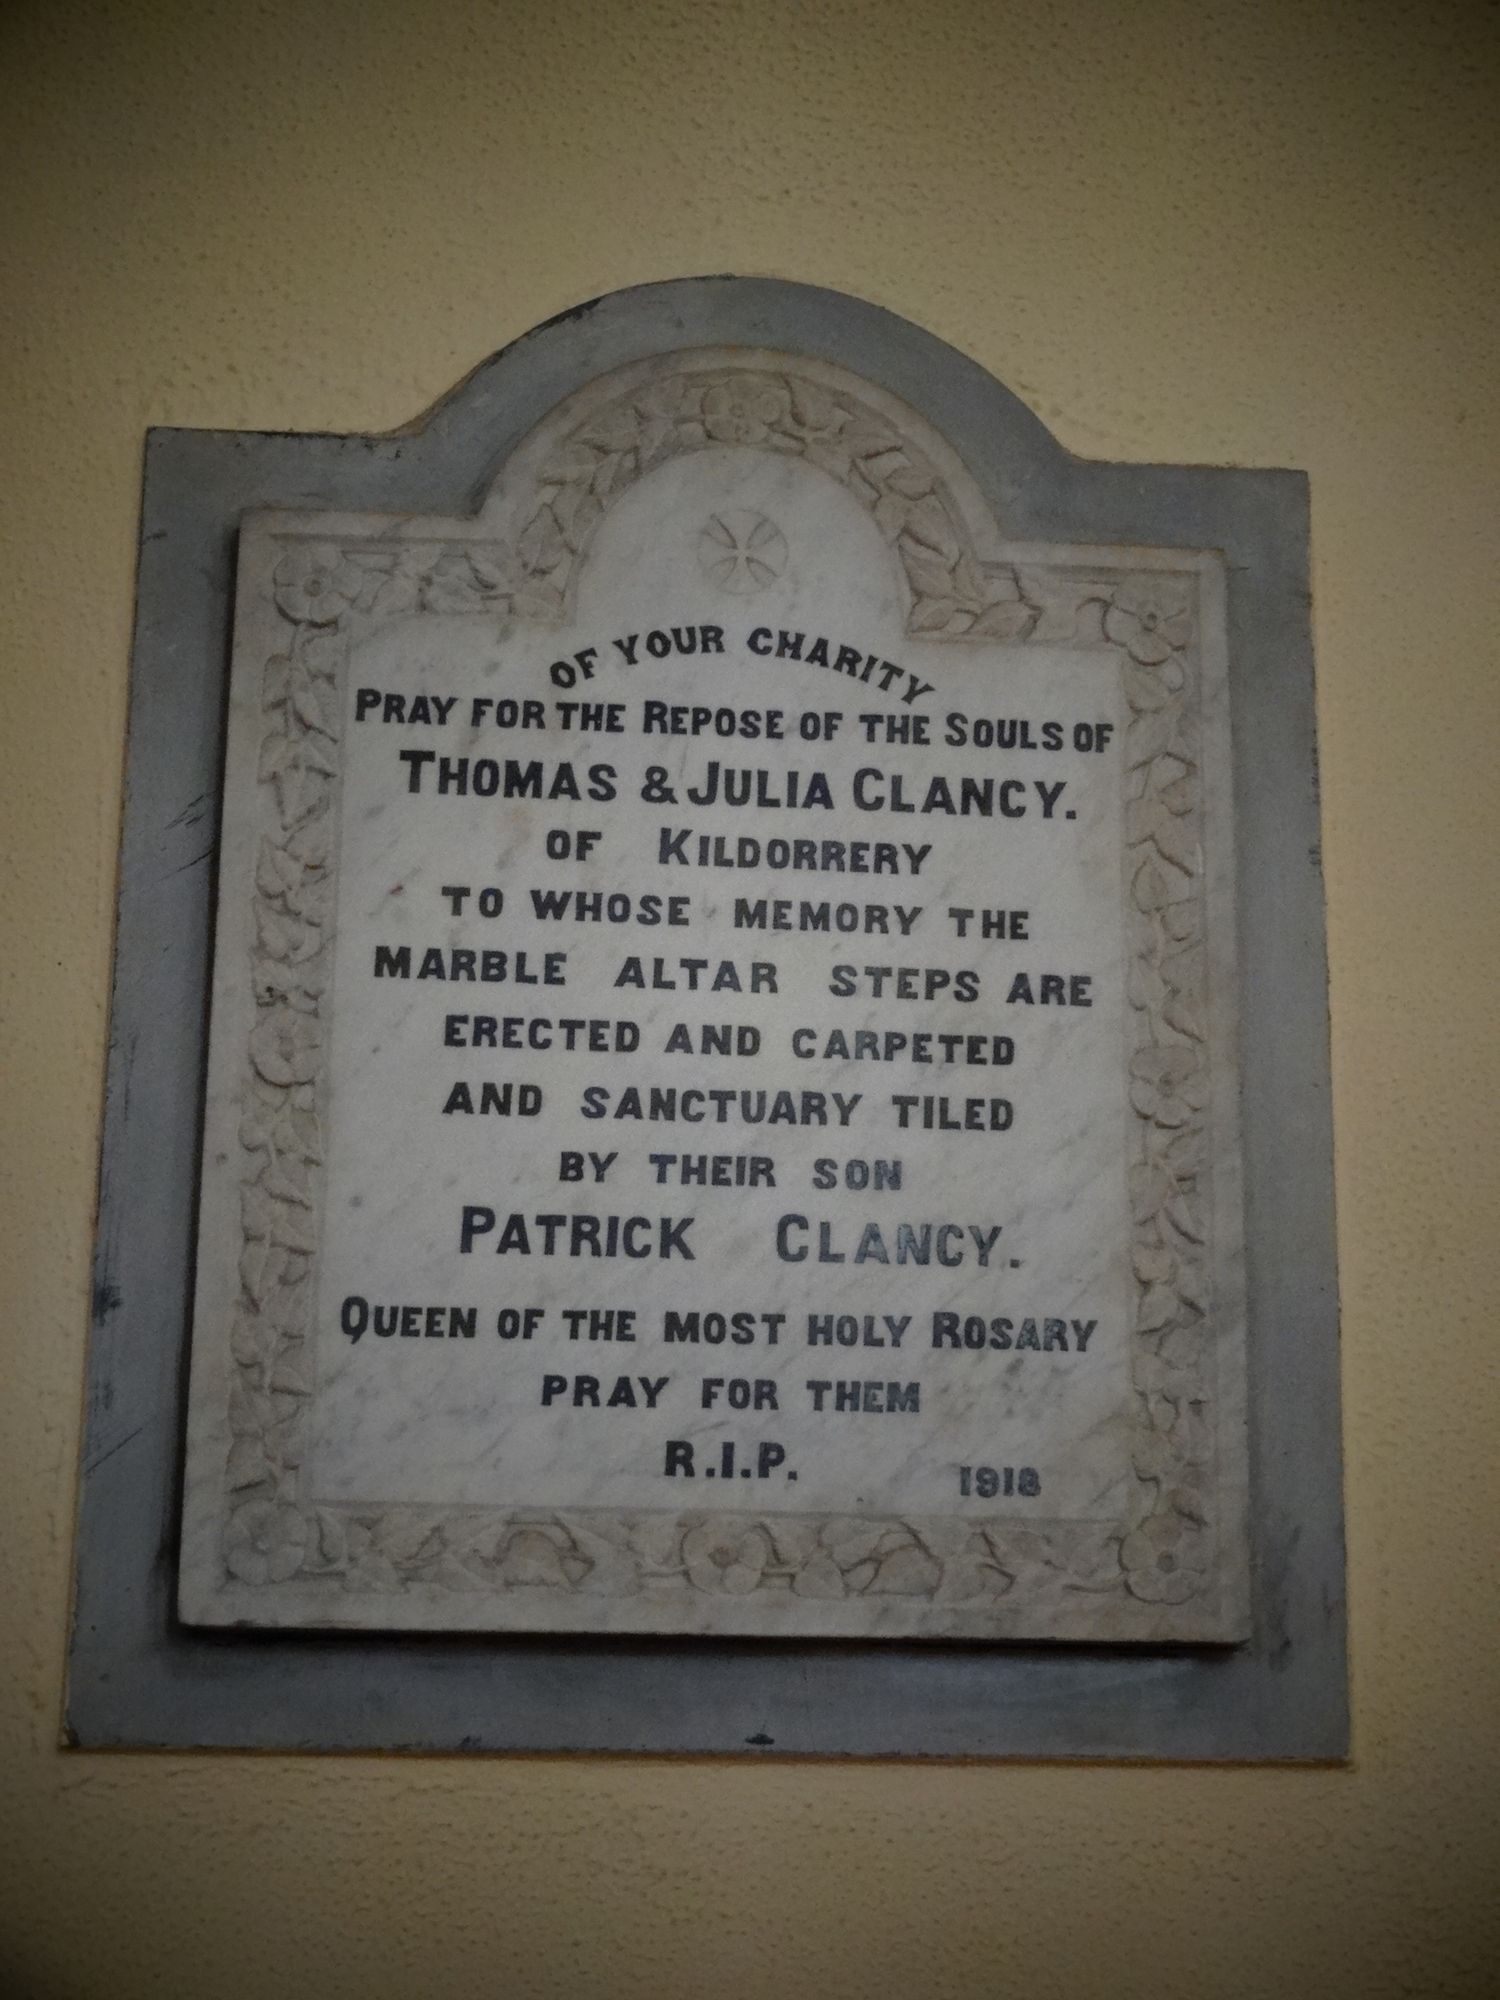 OF YOUR CHARITY
PRAY FOR THE REPOSE OF THE SOULS OF
THOMAS & JULIA CLANCY.
OF KILDORRERY
TO WHOSE MEMORY THE
MARBLE ALTAR STEPS ARE
ERECTED AND CARPETED
AND SANCTUARY TILED
BY THEIR SON
PATRICK CLANCY.
QUEEN OF THE MOST HOLY ROSARY
PRAY FOR THEM
R.I.P. 1918